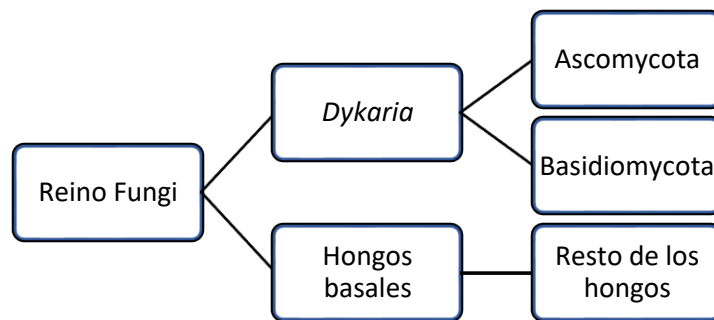 Ascomycota
Dykaria
Basidiomycota
Reino Fungi
Hongos
basales
Resto de los
hongos